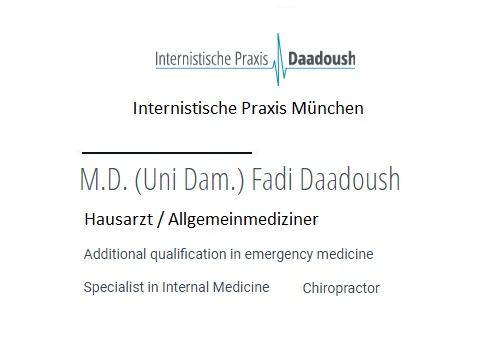 Internistische Praxis Daadoush
Internistische Praxis München
M.D. (Uni Dam.) Fadi Daadoush
Hausarzt / Allgemeinmediziner
Additional qualification in emergency medicine
Specialist in Internal Medicine Chiropractor